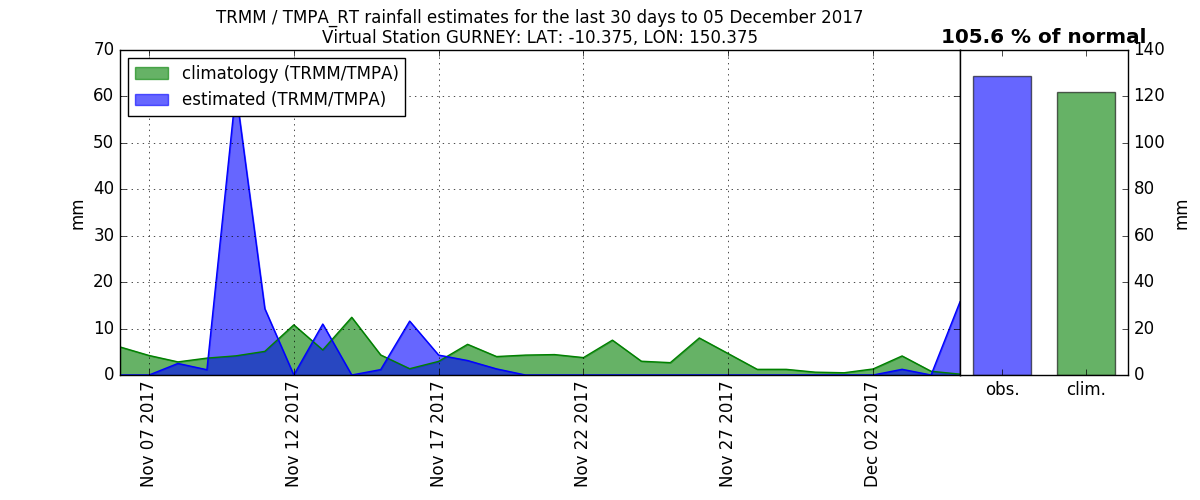 TRMM / TMPA_RT rainfall estimates for the last 30 days to 05 December 2017
Virtual Station GURNEY: LAT: -10.375, LON: 150.375
105.6 % of normal
climatology (TRMM/TMPA)
estimated (TRMM/TMPA)
70
60
50
40
30
20
10
0
mm
Nov 07 2017
Nov 12 2017
Nov 17 2017
Nov 22 2017
Nov 27 2017
Dec 02 2017
obs.
clim.
140
120
100
80
60
40
20
0
mm